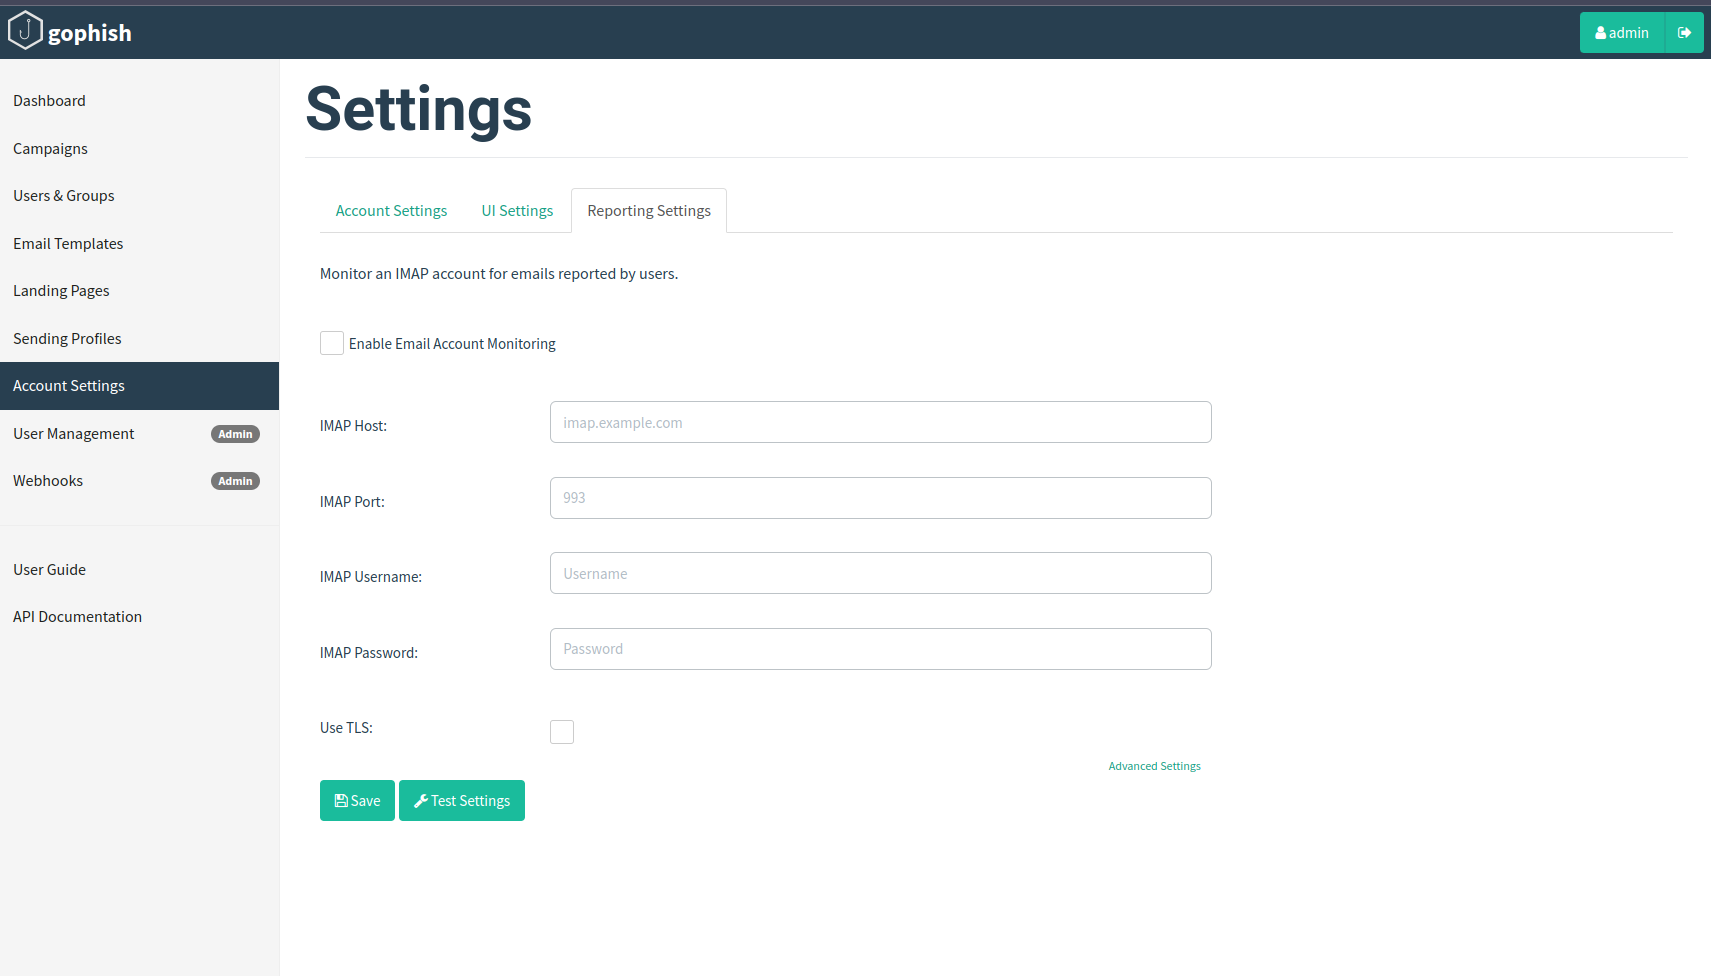 gophish
admin
Dashboard
Campaigns
Users & Groups
Email Templates
Landing Pages
Sending Profiles
Account Settings
User Management Admin
Webhooks Admin
User Guide
API Documentation
Settings
Account Settings UI Settings Reporting Settings
Monitor an IMAP account for emails reported by users.
Enable Email Account Monitoring
IMAP Host: imap.example.com
IMAP Port: 993
IMAP Username: Username
IMAP Password: Password
Use TLS:
Advanced Settings
Save Test Settings